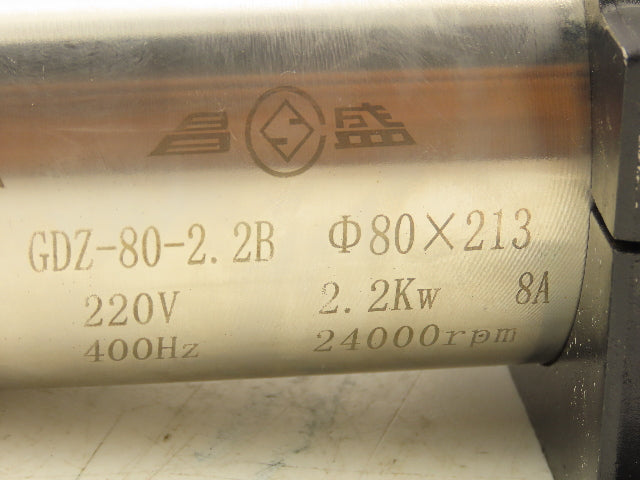 昌盛
GDZ-80-2.2B Φ80×213
220V 2.2Kw 8A
400Hz 24000rpm